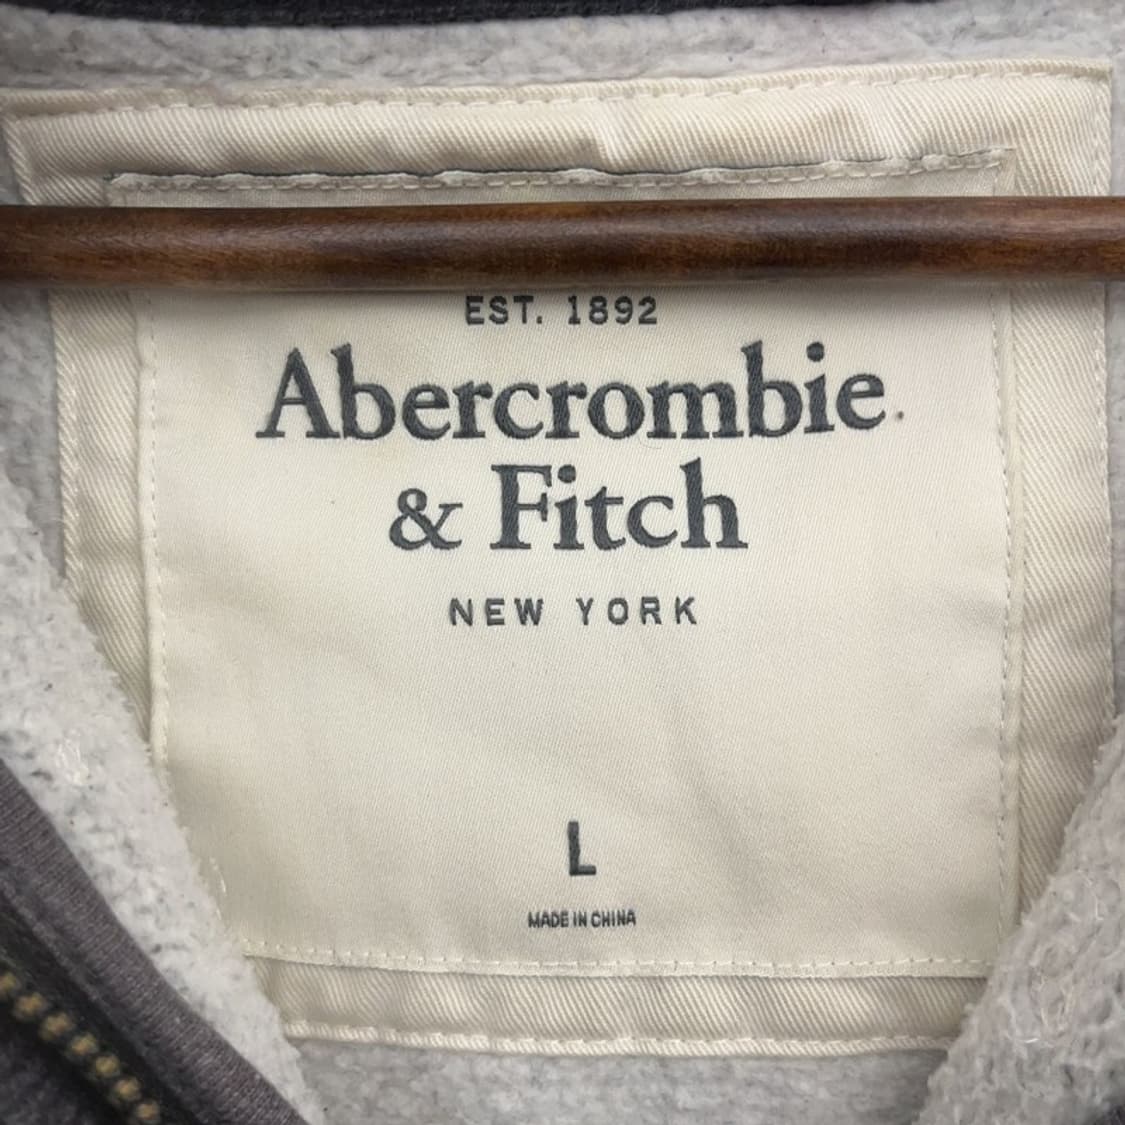 EST. 1892
Abercrombie
& Fitch
NEW YORK
L
MADE IN CHINA